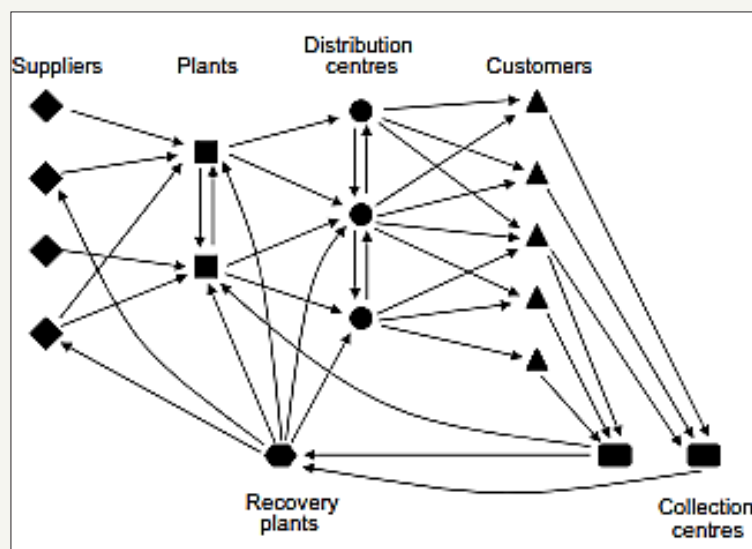 Suppliers
Plants
Distribution
centres
Customers
Recovery
plants
Collection
centres